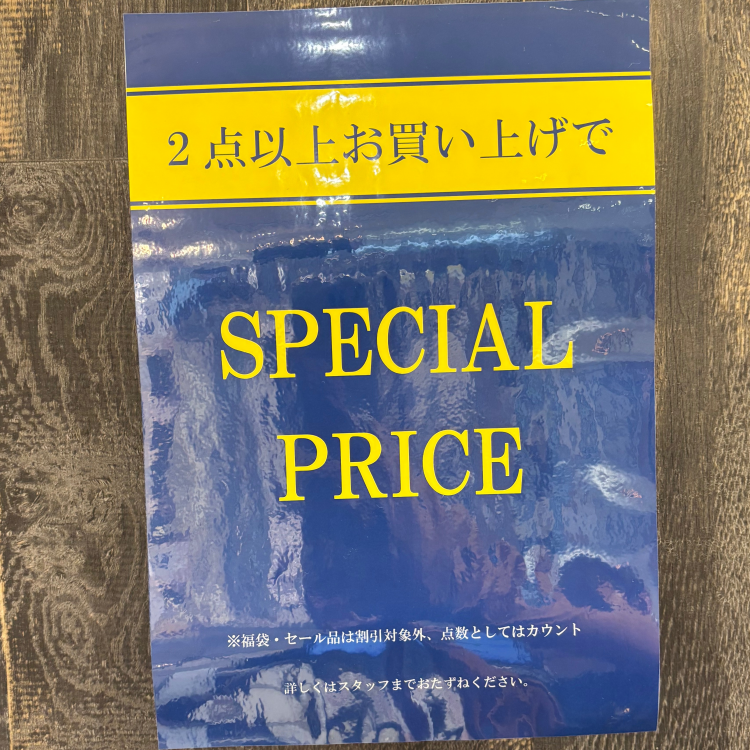 2点以上お買い上げで
SPECIAL
PRICE
※福袋・セール品は割引対象外、点数としてはカウント
詳しくはスタッフまでおたずねください。